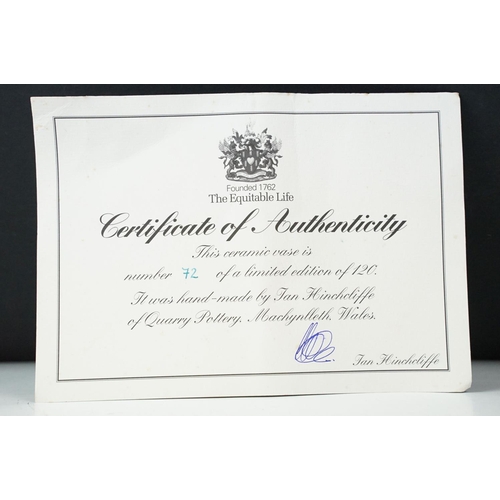 Founded 1762
The Equitable Life
Certificate of Authenticity
This ceramic vase is
number 72 of a limited edition of 120.
It was hand-made by Ian Hinchcliffe
of Quarry Pottery, Machynlleth, Wales.
Ian Hinchcliffe